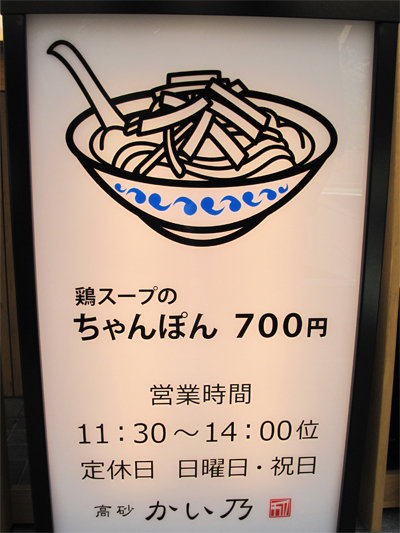 鶏スープの
ちゃんぽん 700円
営業時間
11:30〜14:00位
定休日 日曜日・祝日
高砂 かい乃